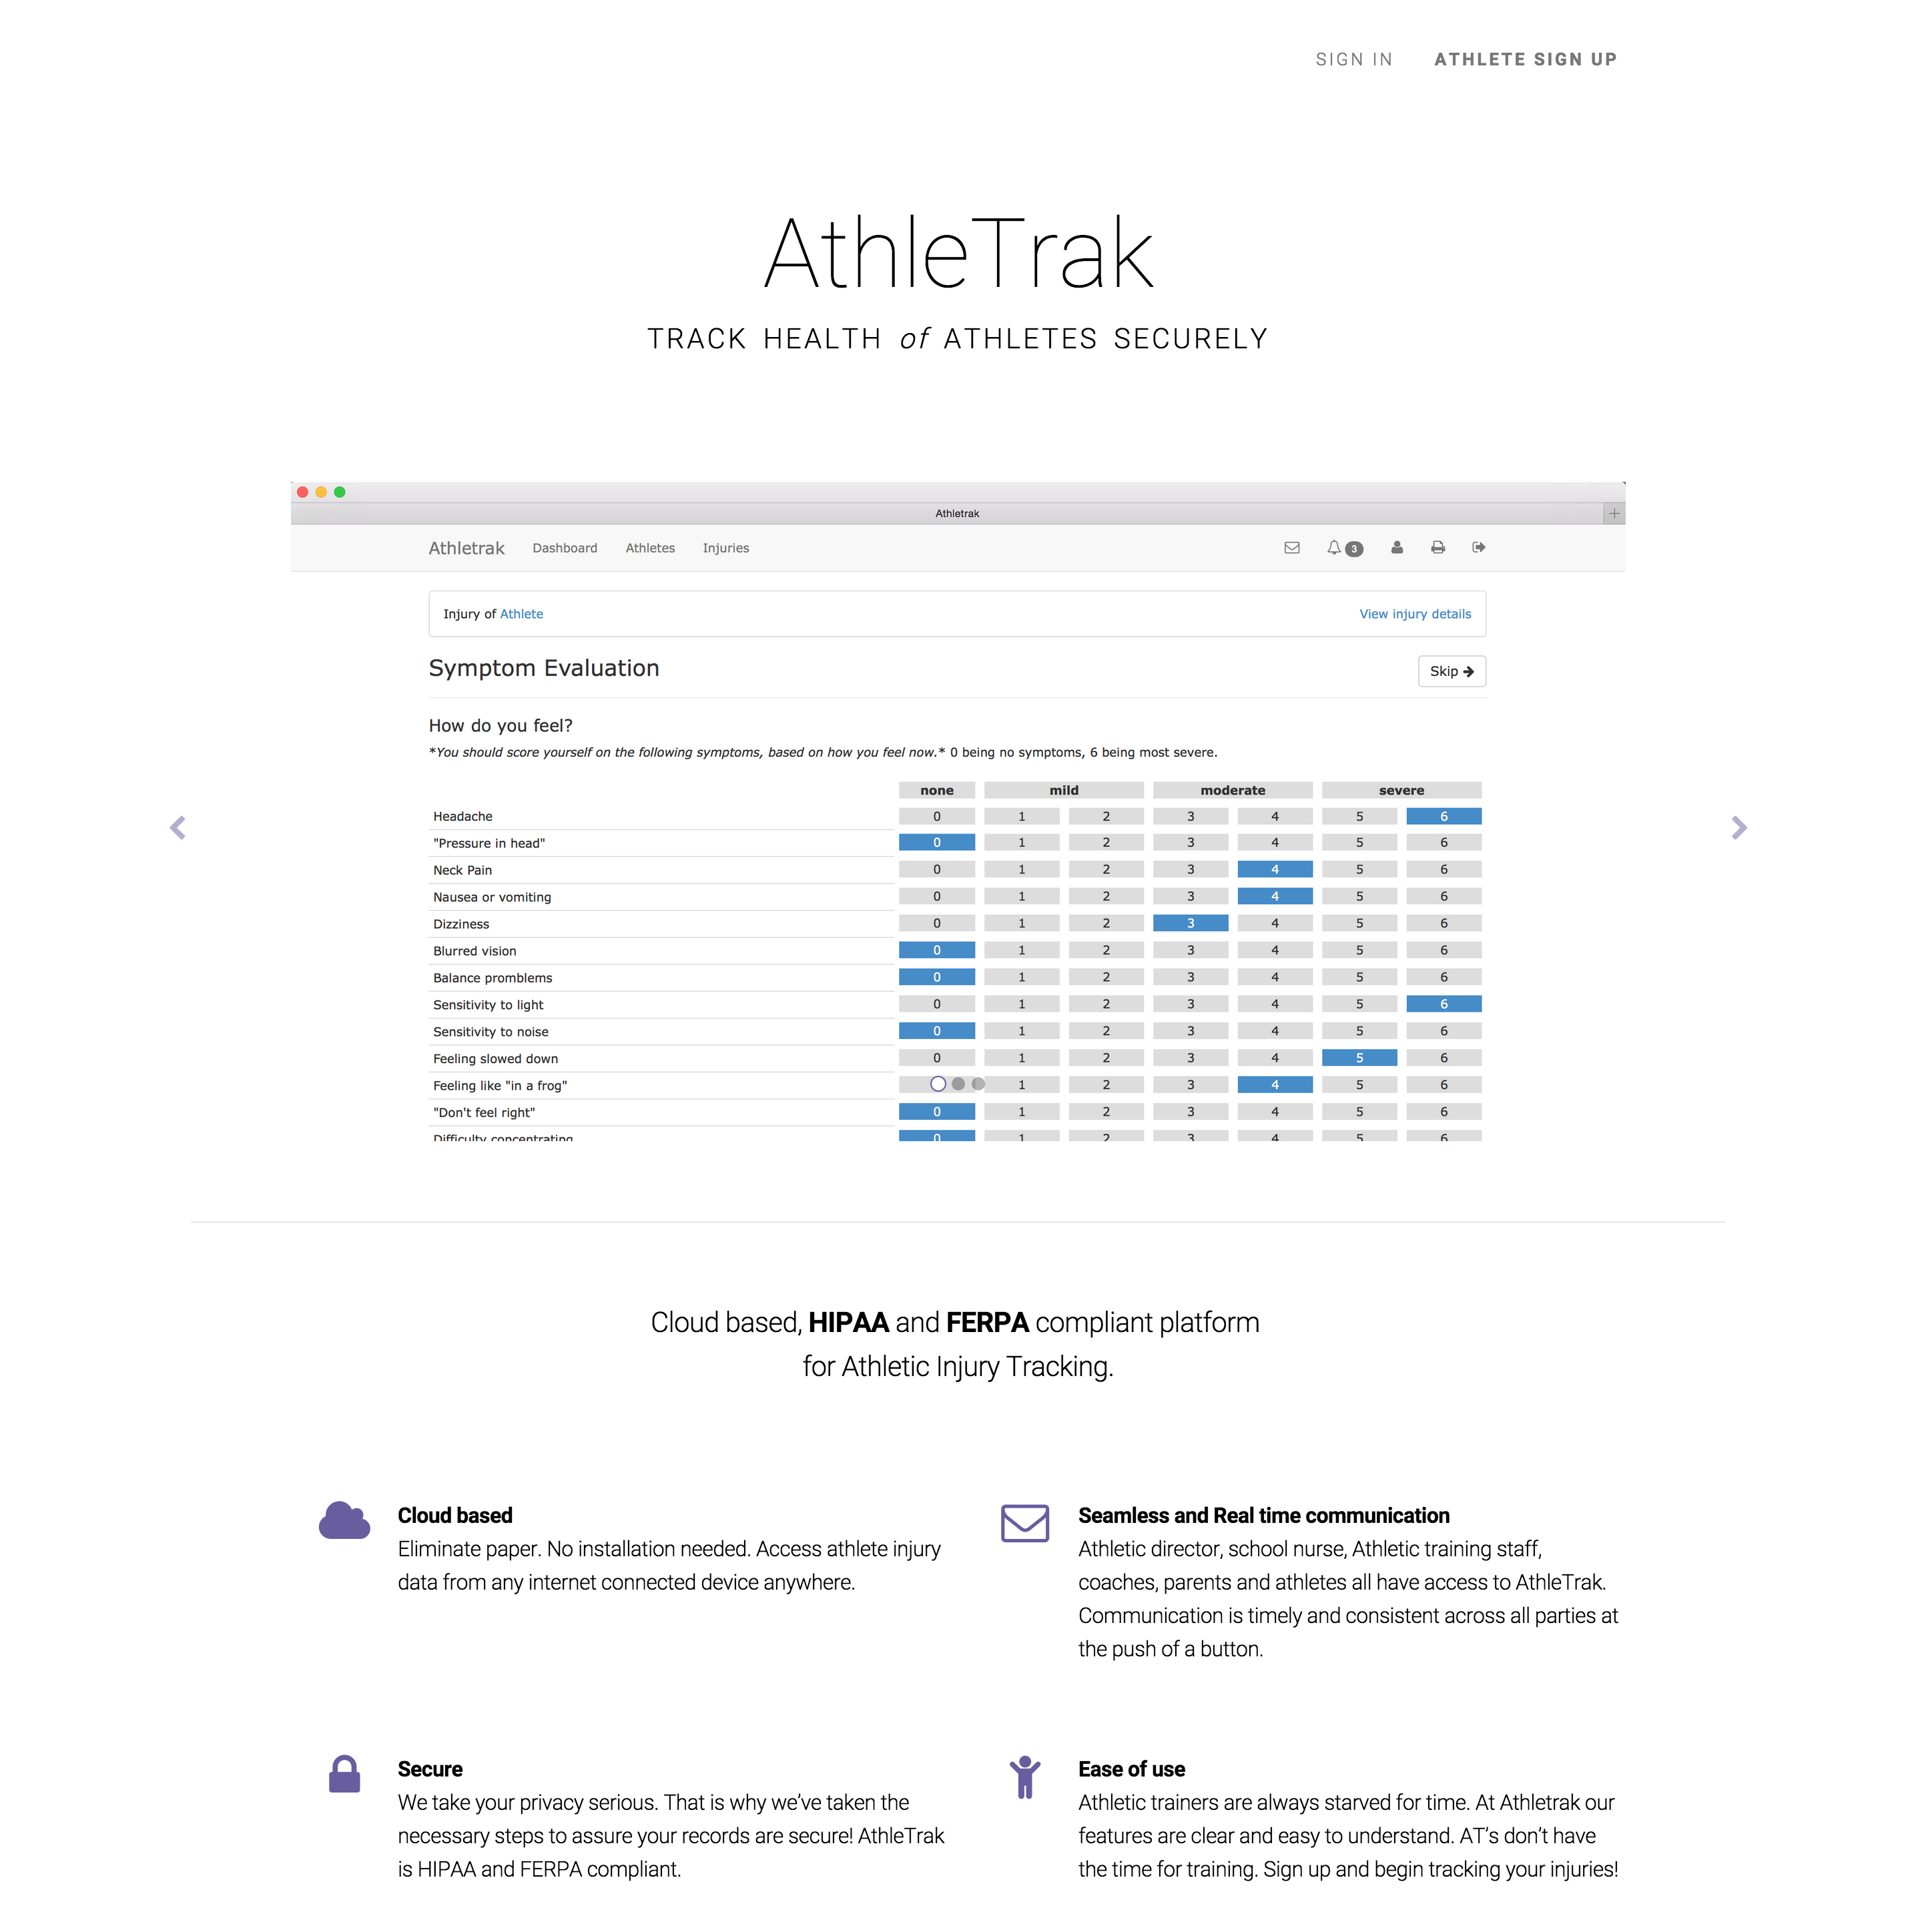 SIGN IN ATHLETE SIGN UP
AthleTrak
TRACK HEALTH of ATHLETES SECURELY
Athletrak
Athletrak Dashboard Athletes Injuries 3
Injury of Athlete View injury details
Symptom Evaluation Skip
How do you feel?
*You should score yourself on the following symptoms, based on how you feel now.* 0 being no symptoms, 6 being most severe.
none mild moderate severe
Headache 0 1 2 3 4 5 6
"Pressure in head" 0 1 2 3 4 5 6
Neck Pain 0 1 2 3 4 5 6
Nausea or vomiting 0 1 2 3 4 5 6
Dizziness 0 1 2 3 4 5 6
Blurred vision 0 1 2 3 4 5 6
Balance promblems 0 1 2 3 4 5 6
Sensitivity to light 0 1 2 3 4 5 6
Sensitivity to noise 0 1 2 3 4 5 6
Feeling slowed down 0 1 2 3 4 5 6
Feeling like "in a frog" 1 2 3 4 5 6
"Don't feel right" 0 1 2 3 4 5 6
Difficulty concentrating 0 1 2 3 4 5 6
Cloud based, HIPAA and FERPA compliant platform
for Athletic Injury Tracking.
Cloud based
Eliminate paper. No installation needed. Access athlete injury
data from any internet connected device anywhere.
Seamless and Real time communication
Athletic director, school nurse, Athletic training staff,
coaches, parents and athletes all have access to AthleTrak.
Communication is timely and consistent across all parties at
the push of a button.
Secure
We take your privacy serious. That is why we’ve taken the
necessary steps to assure your records are secure! AthleTrak
is HIPAA and FERPA compliant.
Ease of use
Athletic trainers are always starved for time. At Athletrak our
features are clear and easy to understand. AT’s don’t have
the time for training. Sign up and begin tracking your injuries!